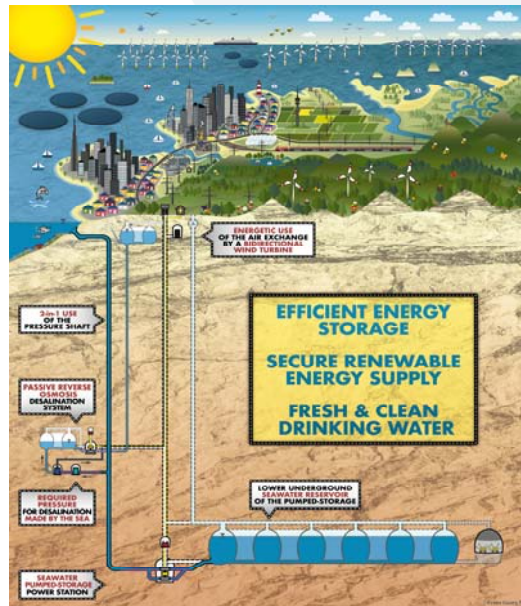 ENERGETIC USE
OF THE AIR EXCHANGE
BY A BIDIRECTIONAL
WIND TURBINE
2-in-1 USE
OF THE
PRESSURE SHAFT
EFFICIENT ENERGY
STORAGE
SECURE RENEWABLE
ENERGY SUPPLY
FRESH & CLEAN
DRINKING WATER
PASSIVE REVERSE
OSMOSIS
DESALINATION
SYSTEM
REQUIRED
PRESSURE
FOR DESALINATION
MADE BY THE SEA
LOWER UNDERGROUND
SEAWATER RESERVOIR
OF THE PUMPED-STORAGE
SEAWATER
PUMPED-STORAGE
POWER STATION